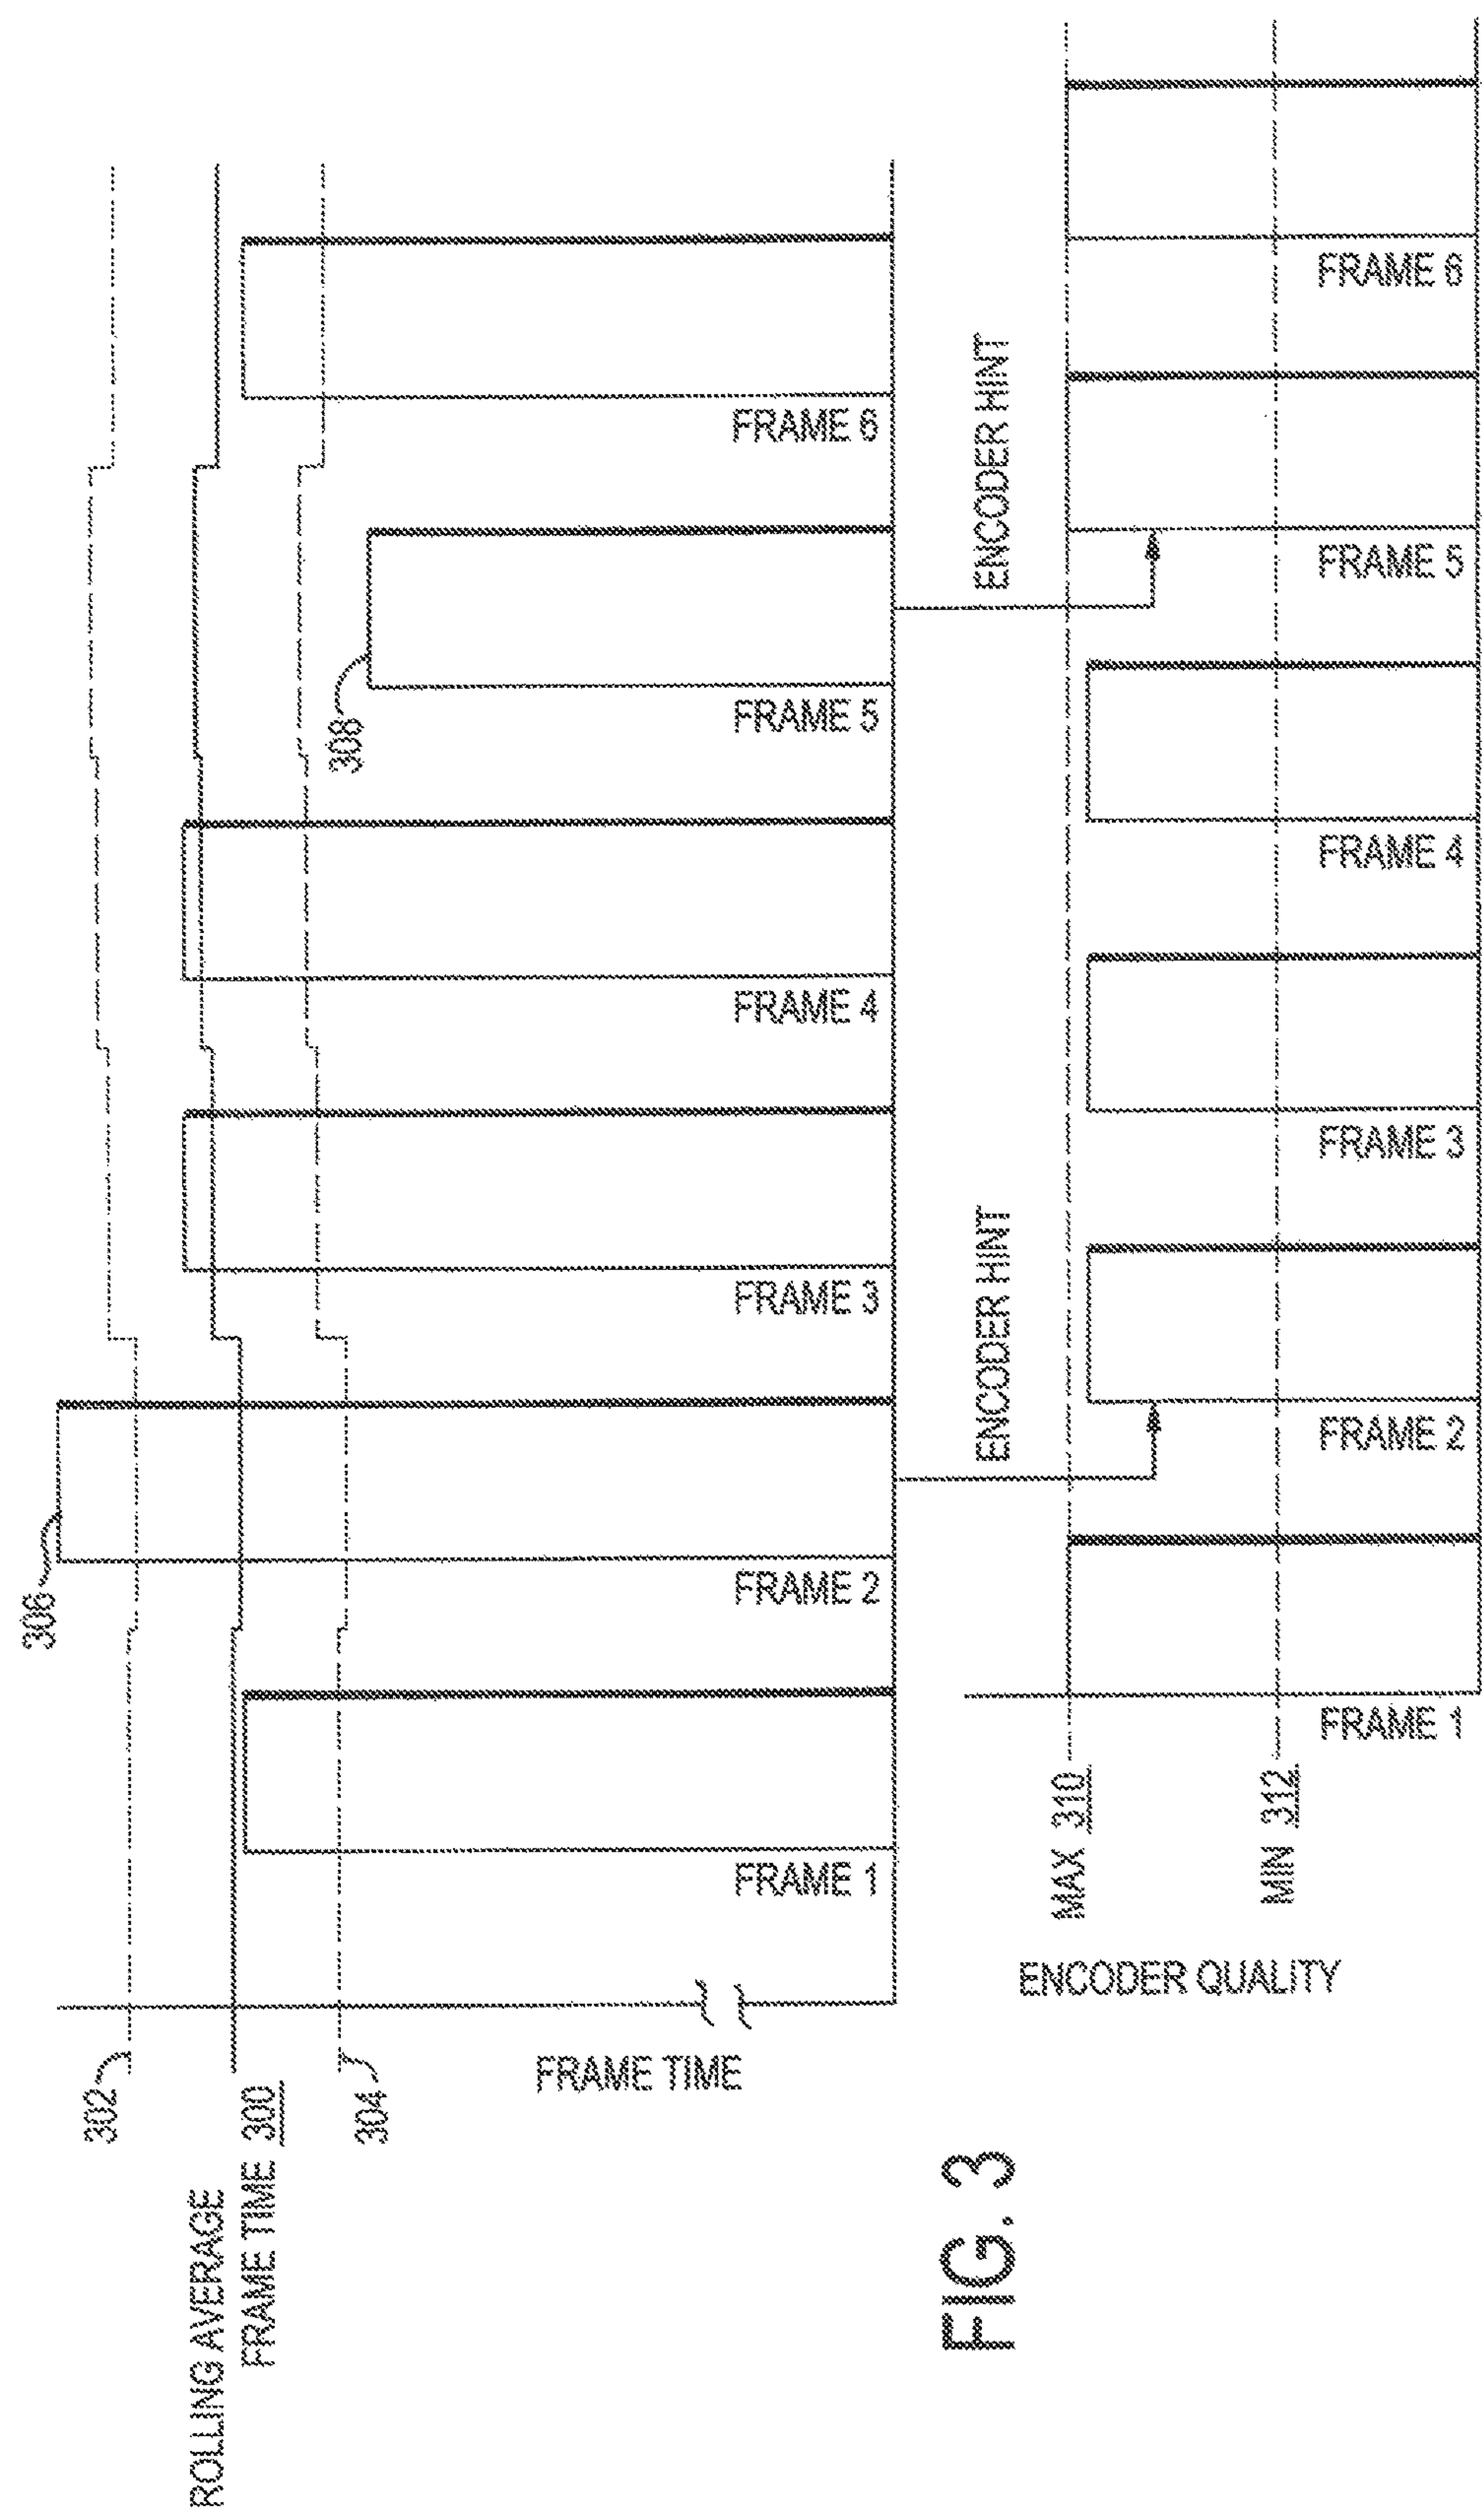 306
302
ROLLING AVERAGE
FRAME TIME 300
304
308
FRAME TIME
FRAME 1
FRAME 2
FRAME 3
FRAME 4
FRAME 5
FRAME 6
ENCODER HINT
ENCODER HINT
MAX 310
MIN 312
ENCODER QUALITY
FRAME 1
FRAME 2
FRAME 3
FRAME 4
FRAME 5
FRAME 6
FIG. 3